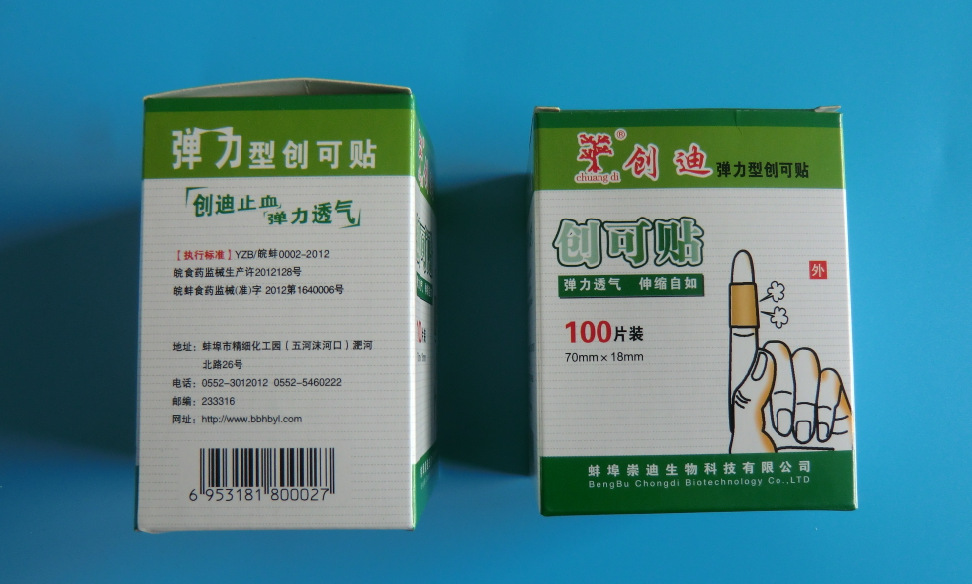 弹力型创可贴
创迪止血
弹力透气
【执行标准】YZB/皖蚌0002-2012
皖食药监械生产许2012128号
皖蚌食药监械(准)字 2012第1640006号
地址：蚌埠市精细化工园（五河沫河口）淝河
北路26号
电话：0552-3012012 0552-5460222
邮编：233316
网址：http://www.bbhbyl.com
6 953181 800027
® 创迪 弹力型创可贴
chuang di
创可贴
弹力透气 伸缩自如
外
100片装
70mm×18mm
蚌埠崇迪生物科技有限公司
BengBu Chongdi Biotechnology Co.,LTD